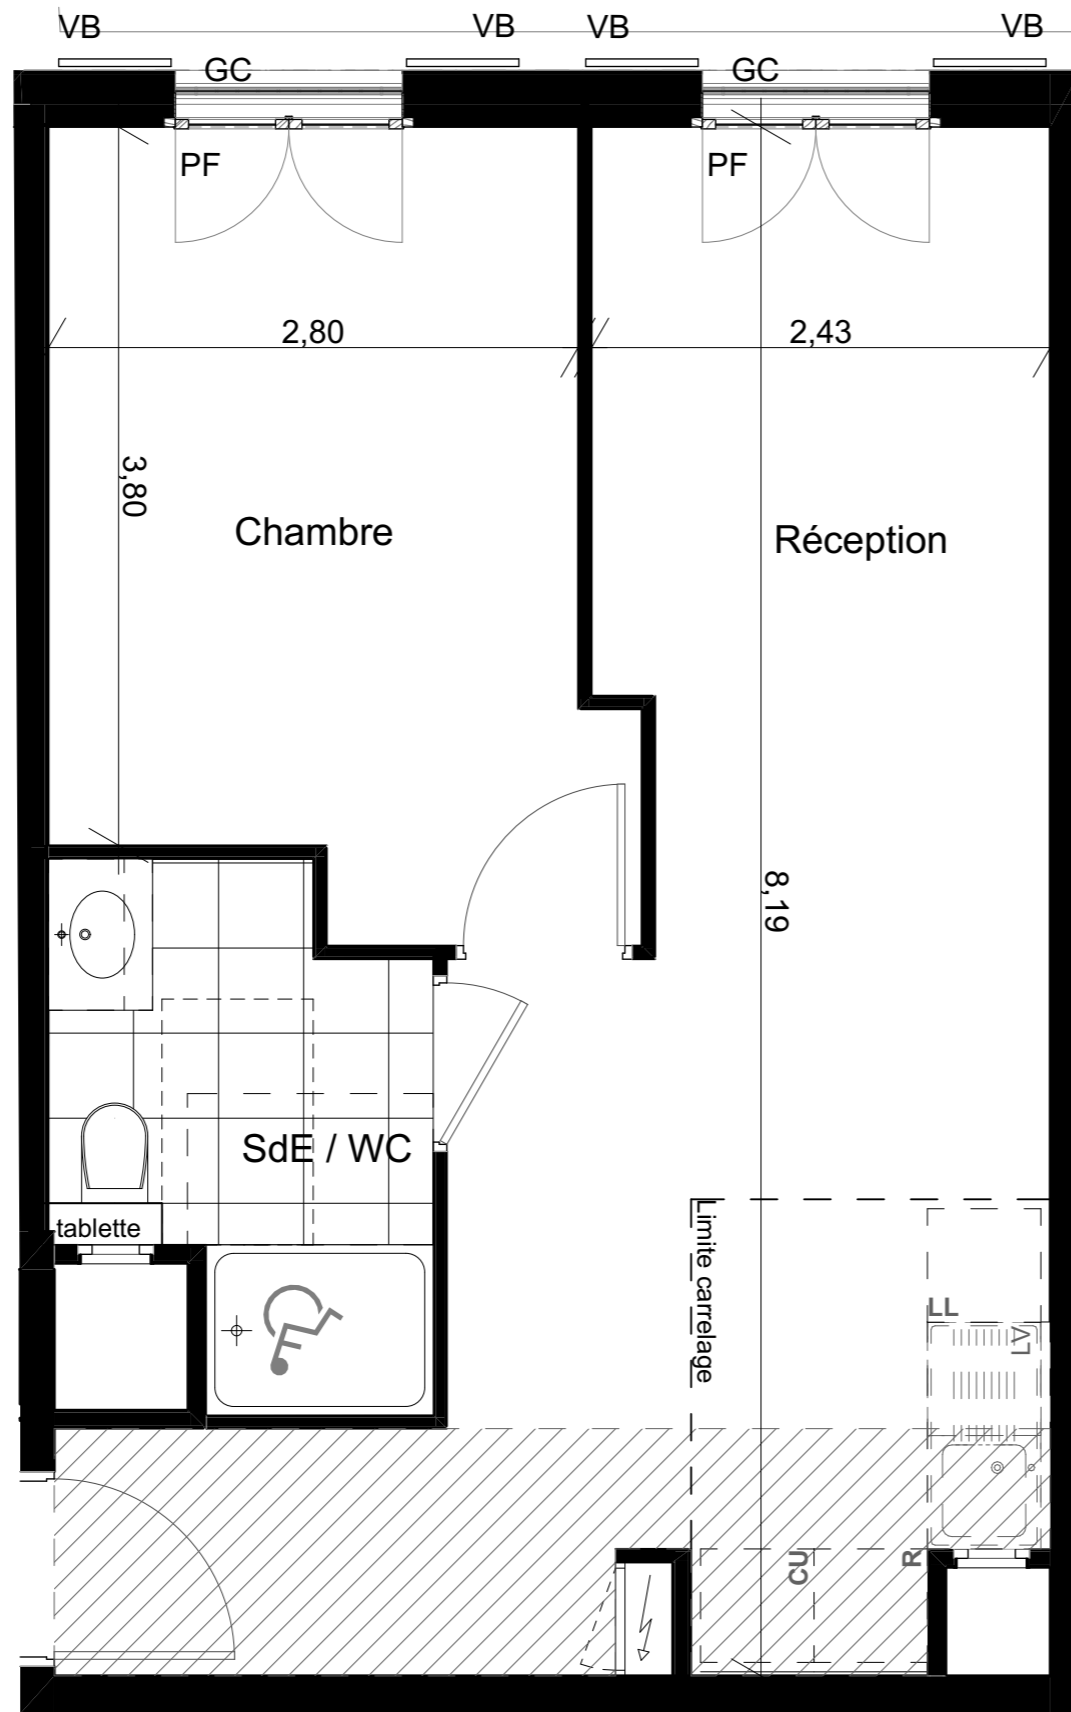 VB
VB
VB
VB
GC
GC
PF
PF
2,80
2,43
3,80
Chambre
Réception
8,19
SdE / WC
tablette
Limite carrelage
LL
LV
CU
R